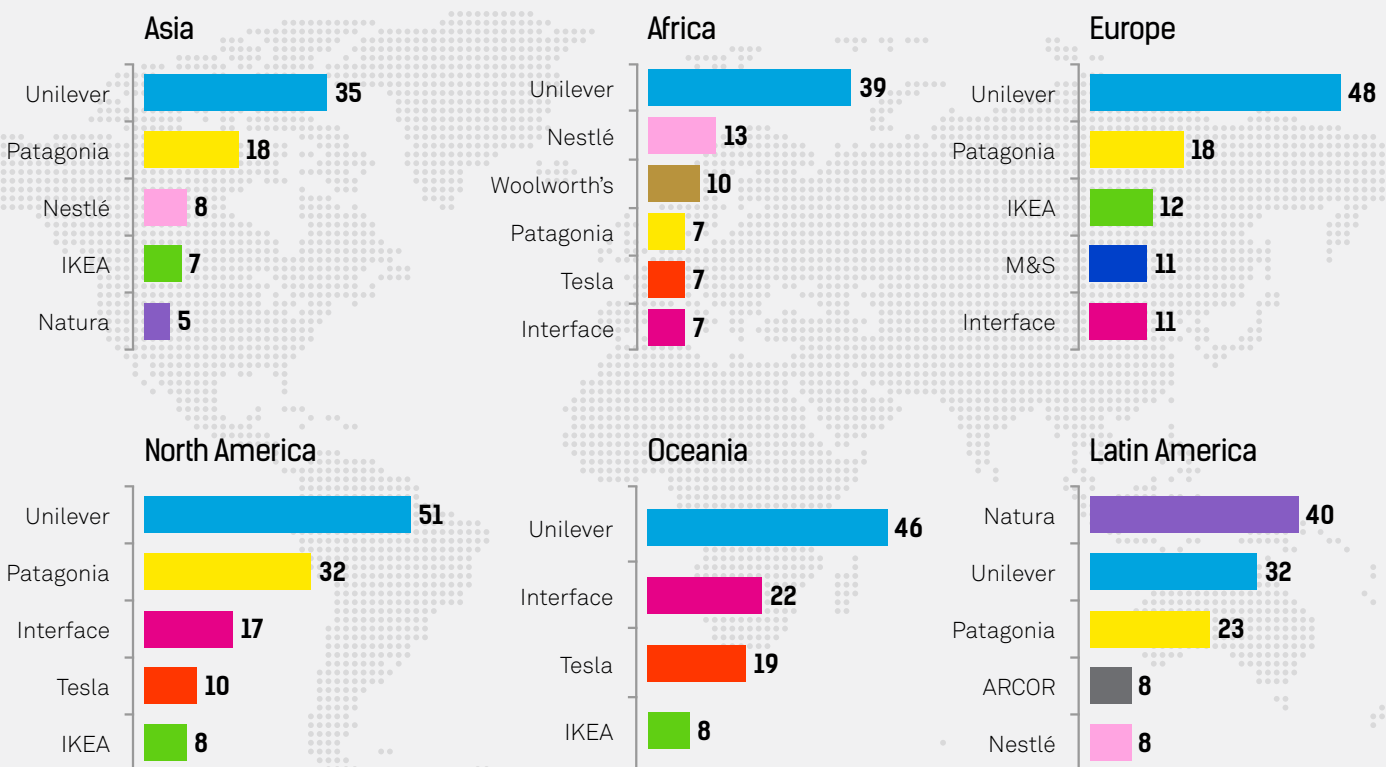 Asia
Unilever 35
Patagonia 18
Nestlé 8
IKEA 7
Natura 5
Africa
Unilever 39
Nestlé 13
Woolworth's 10
Patagonia 7
Tesla 7
Interface 7
Europe
Unilever 48
Patagonia 18
IKEA 12
M&S 11
Interface 11
North America
Unilever 51
Patagonia 32
Interface 17
Tesla 10
IKEA 8
Oceania
Unilever 46
Interface 22
Tesla 19
IKEA 8
Latin America
Natura 40
Unilever 32
Patagonia 23
ARCOR 8
Nestlé 8